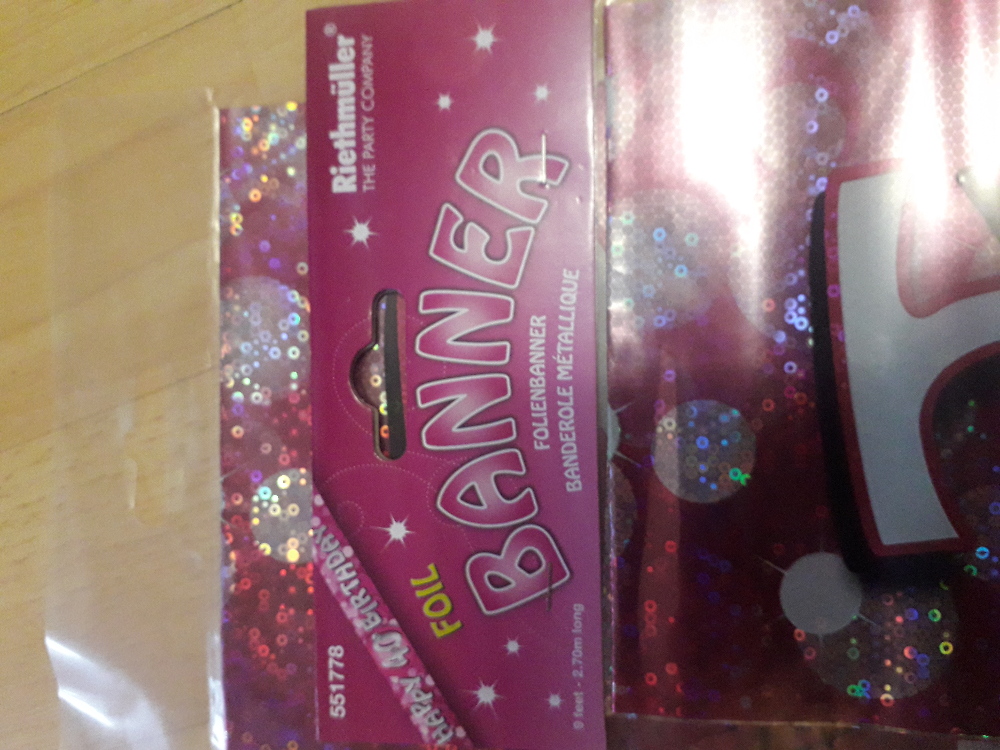 Riethmüller®
THE PARTY COMPANY
551778
HAPPY 40 BIRTHDAY
FOIL
BANNER
FOLIENBANNER
BANDEROLE MÉTALLIQUE
9 feet - 2.70m long